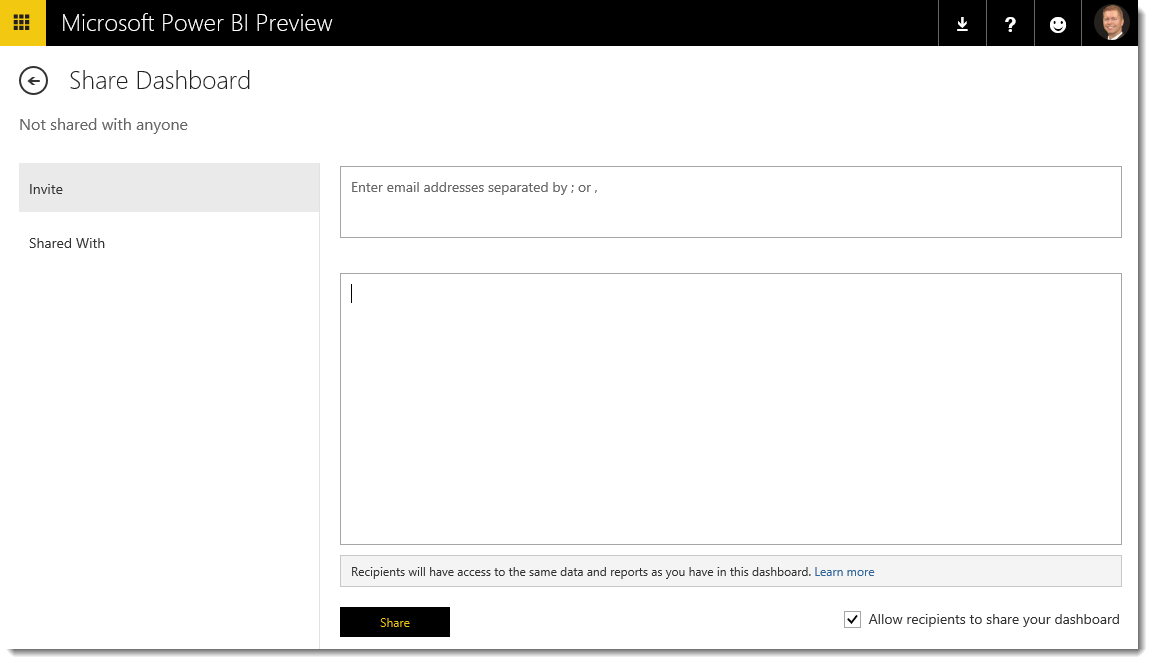 Microsoft Power BI Preview
?
Share Dashboard
Not shared with anyone
Invite
Enter email addresses separated by ; or ,
Shared With
Recipients will have access to the same data and reports as you have in this dashboard. Learn more
Share
Allow recipients to share your dashboard